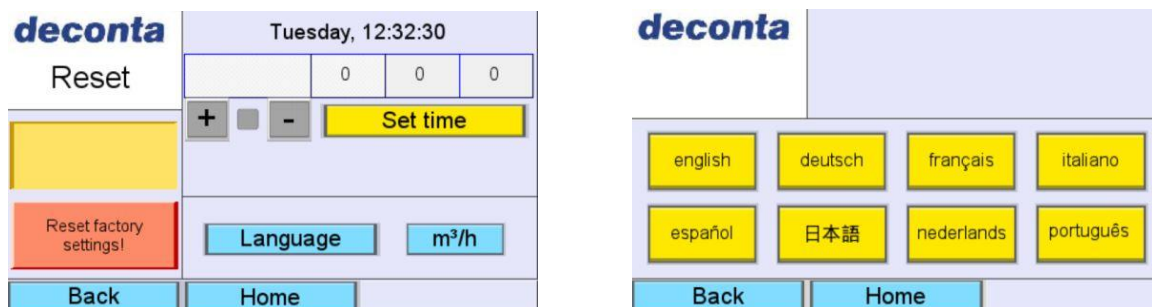 deconta
Reset
Tuesday, 12:32:30
0 0 0
+ -
Set time
Reset factory
settings!
Language
m³/h
Back
Home
deconta
english
deutsch
français
italiano
español
日本語
nederlands
português
Back
Home